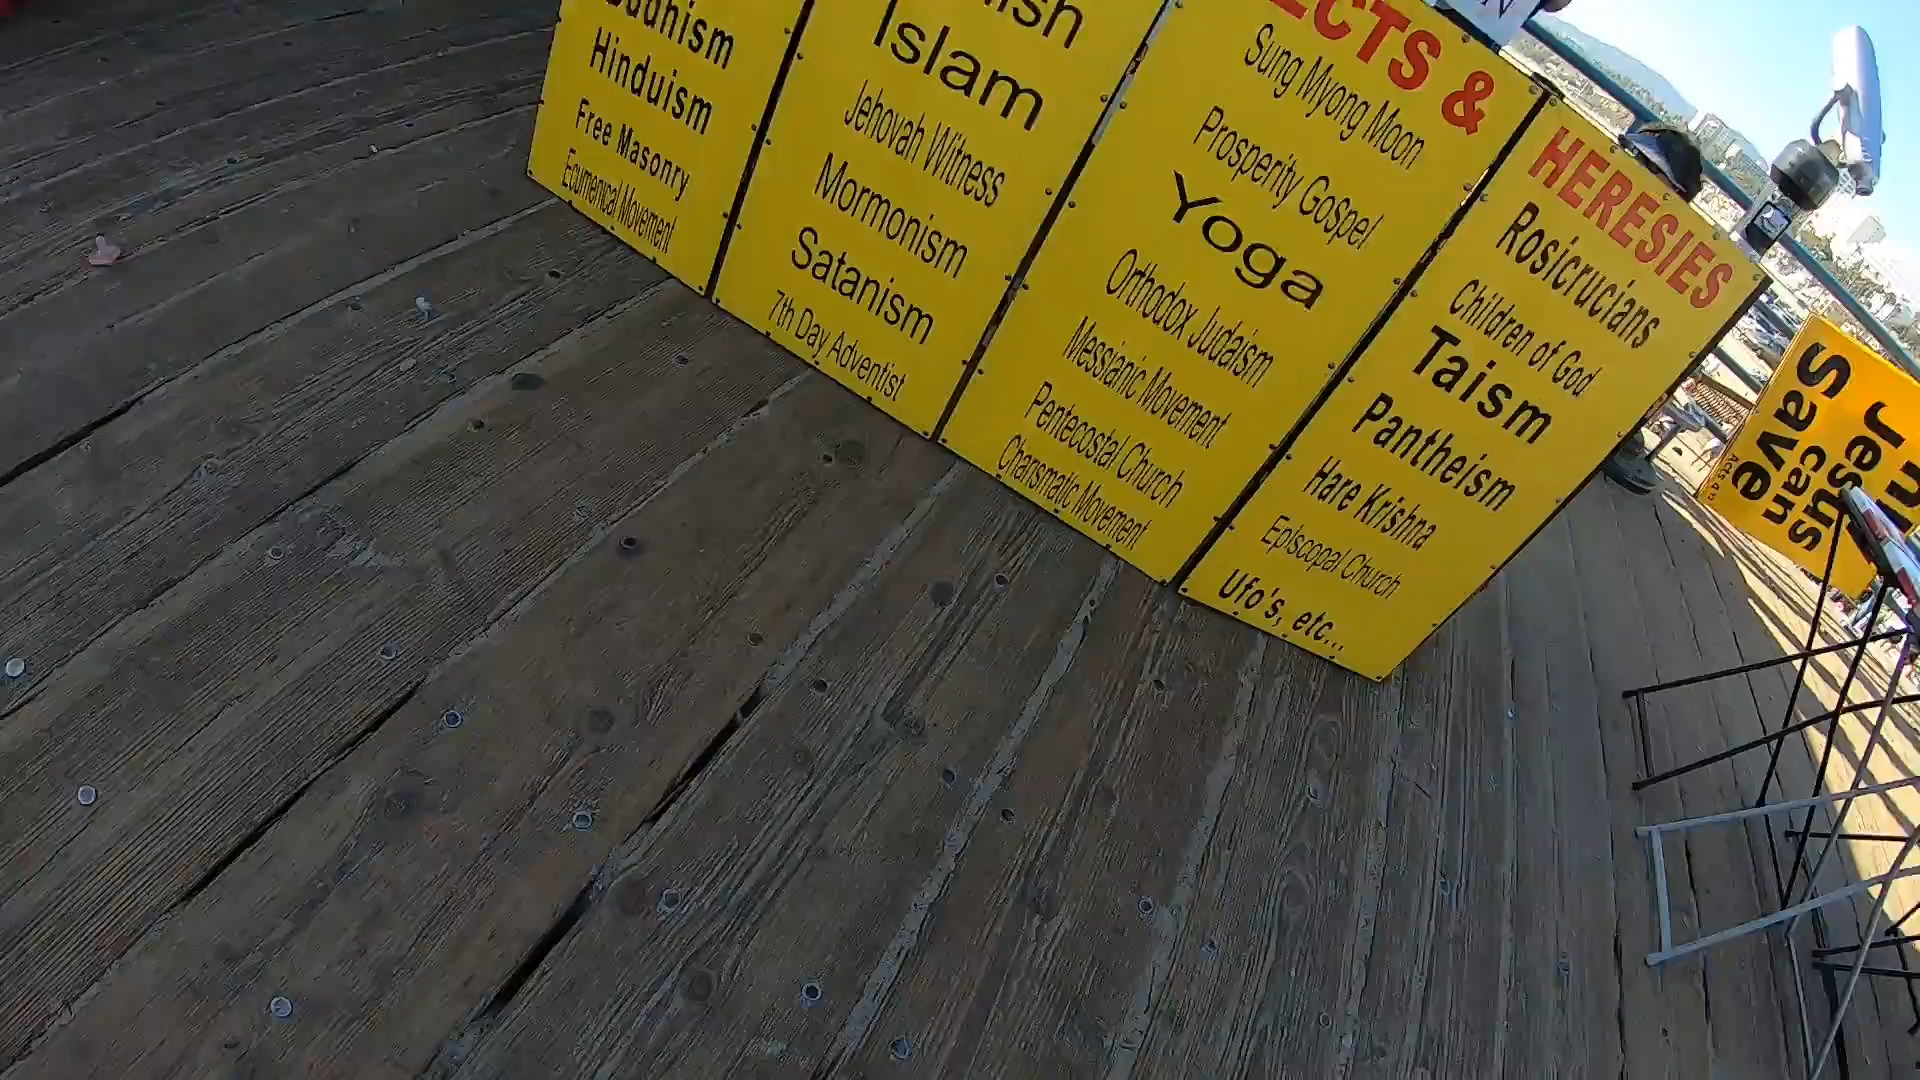 Hinduism
Free Masonry
Ecumenical Movement
Islam
Jehovah Witness
Mormonism
Satanism
7th Day Adventist
&
Sung Myong Moon
Prosperity Gospel
Yoga
Orthodox Judaism
Messianic Movement
Pentecostal Church
Charismatic Movement
HERESIES
Rosicrucians
Children of God
Taism
Pantheism
Hare Krishna
Episcopal Church
Ufo's, etc...
Jesus
can
Save